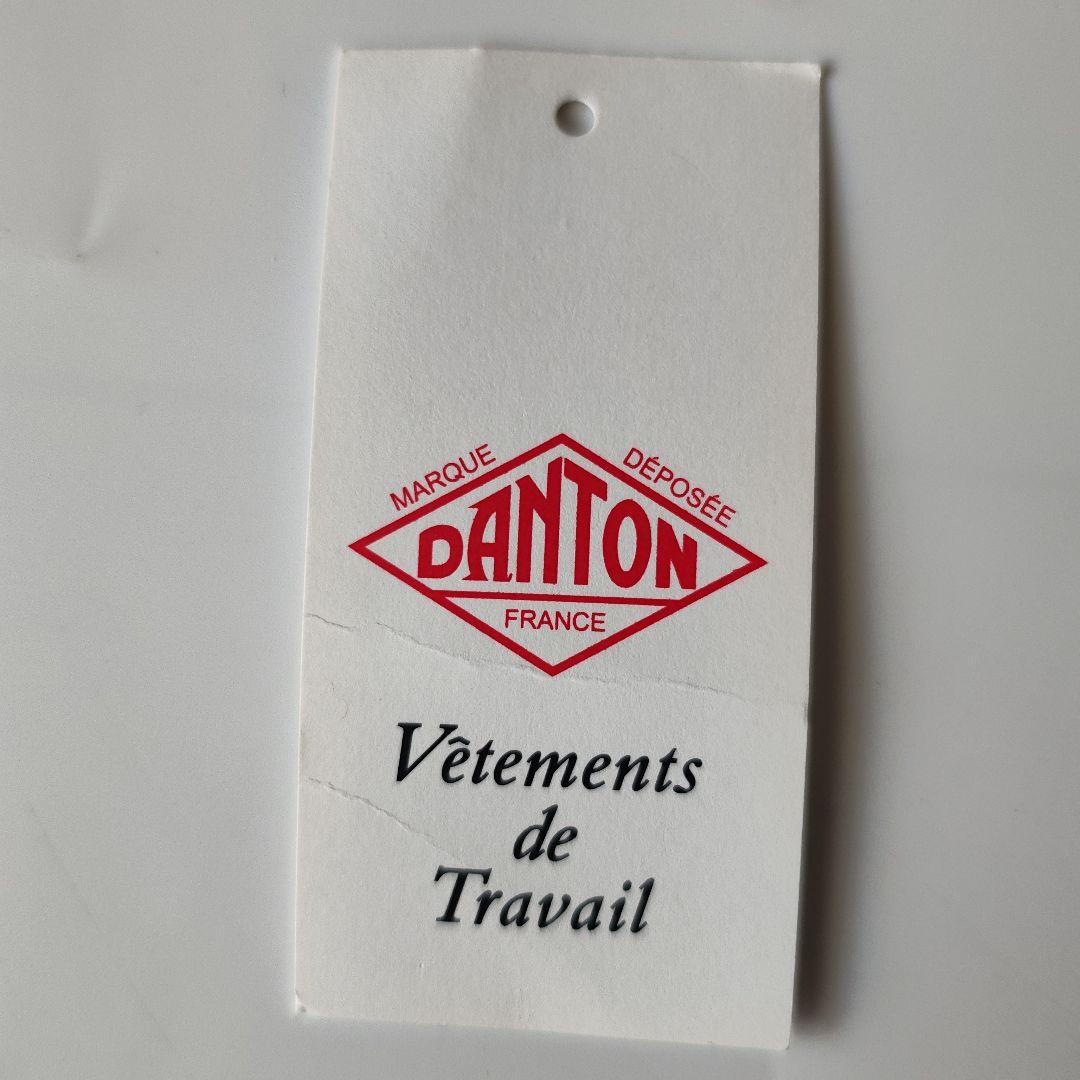 MARQUE DÉPOSÉE
DANTON
FRANCE
Vêtements
de
Travail